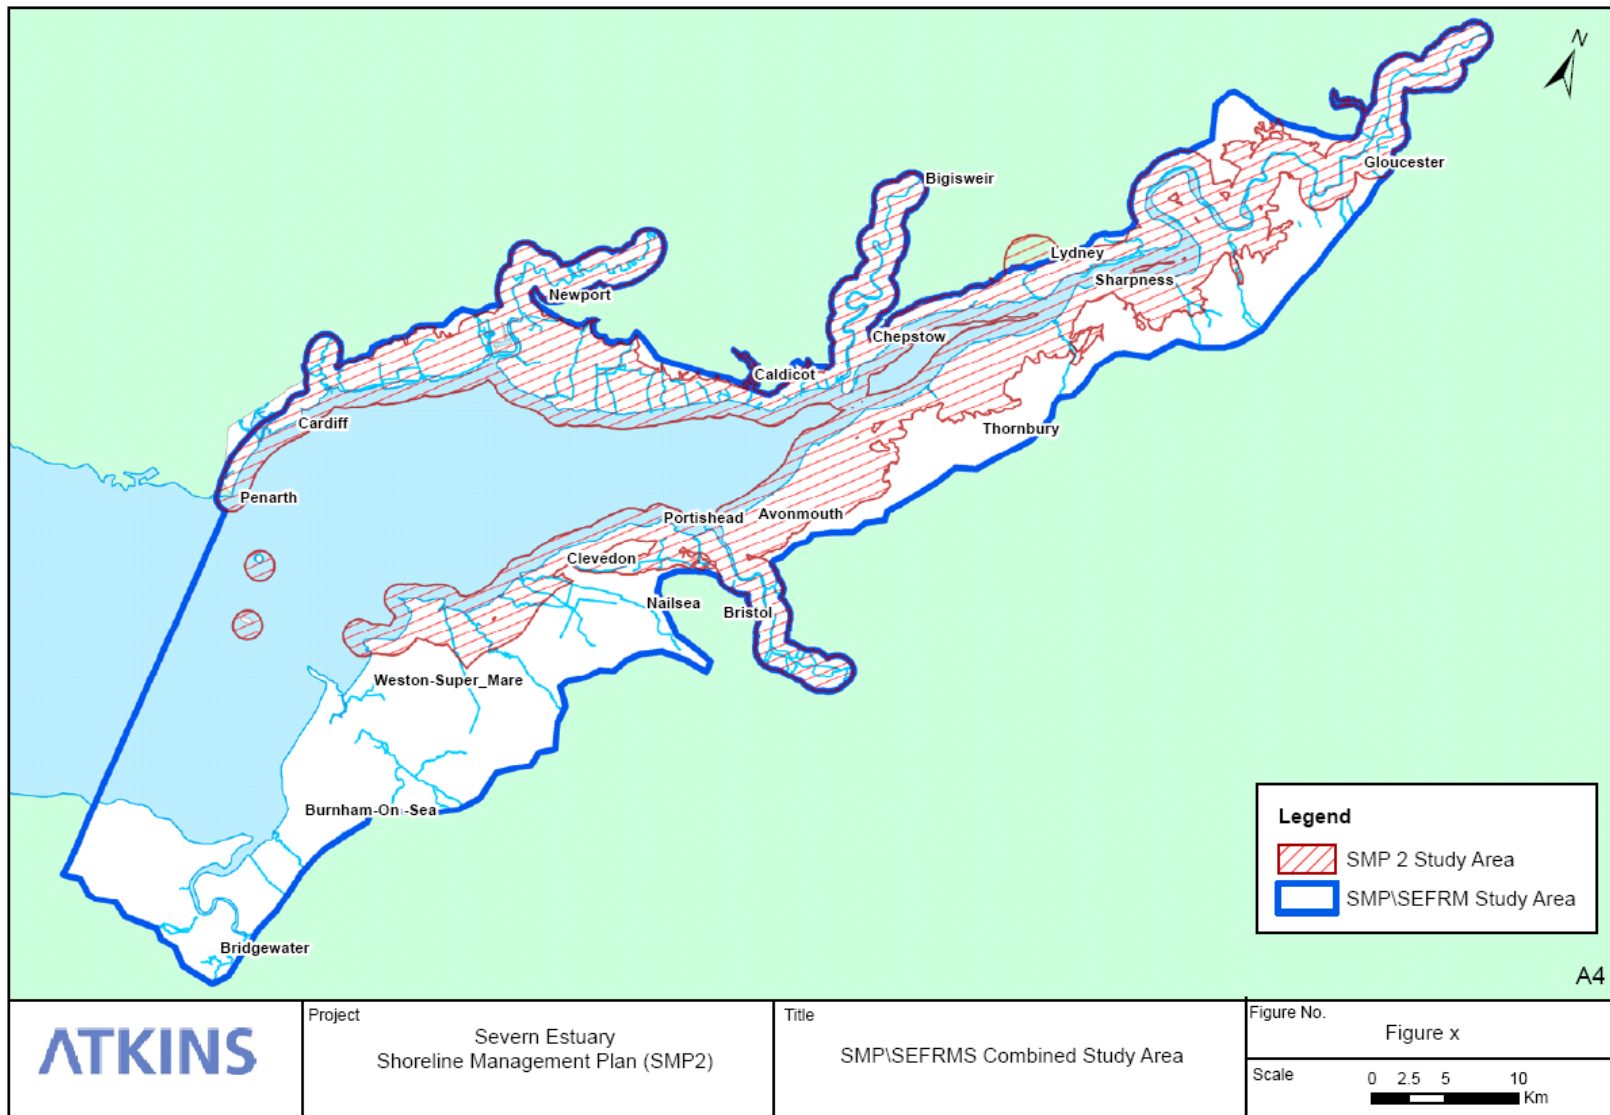 N
Gloucester
Bigisweir
Lydney
Sharpness
Newport
Chepstow
Caldicot
Cardiff
Thornbury
Penarth
Portishead
Avonmouth
Clevedon
Nailsea
Bristol
Weston-Super_Mare
Burnham-On -Sea
Bridgewater
Legend
SMP 2 Study Area
SMP\SEFRM Study Area
A4
ATKINS
Project
Severn Estuary
Shoreline Management Plan (SMP2)
Title
SMP\SEFRMS Combined Study Area
Figure No.
Figure x
Scale
0 2.5 5 10
Km